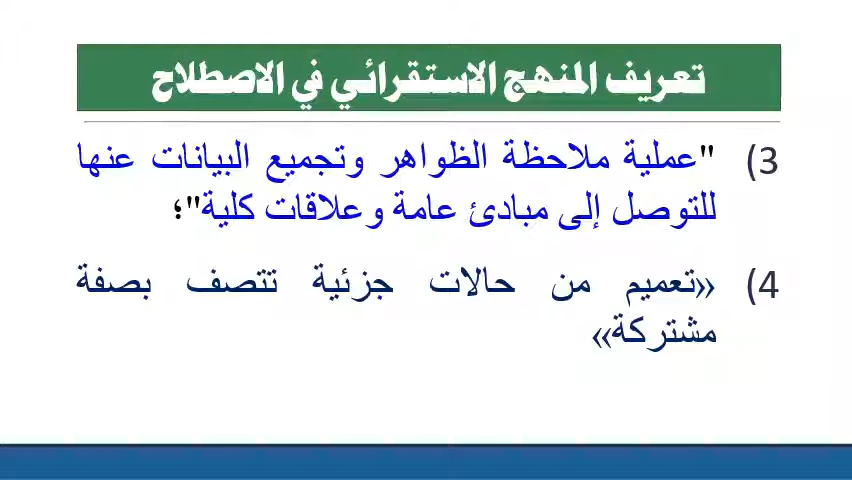 تعريف المنهج الاستقرائي في الاصطلاح
3) "عملية ملاحظة الظواهر وتجميع البيانات عنها
للتوصل إلى مبادئ عامة وعلاقات كلية"؛
4) «تعميم من حالات جزئية تتصف بصفة
مشتركة»